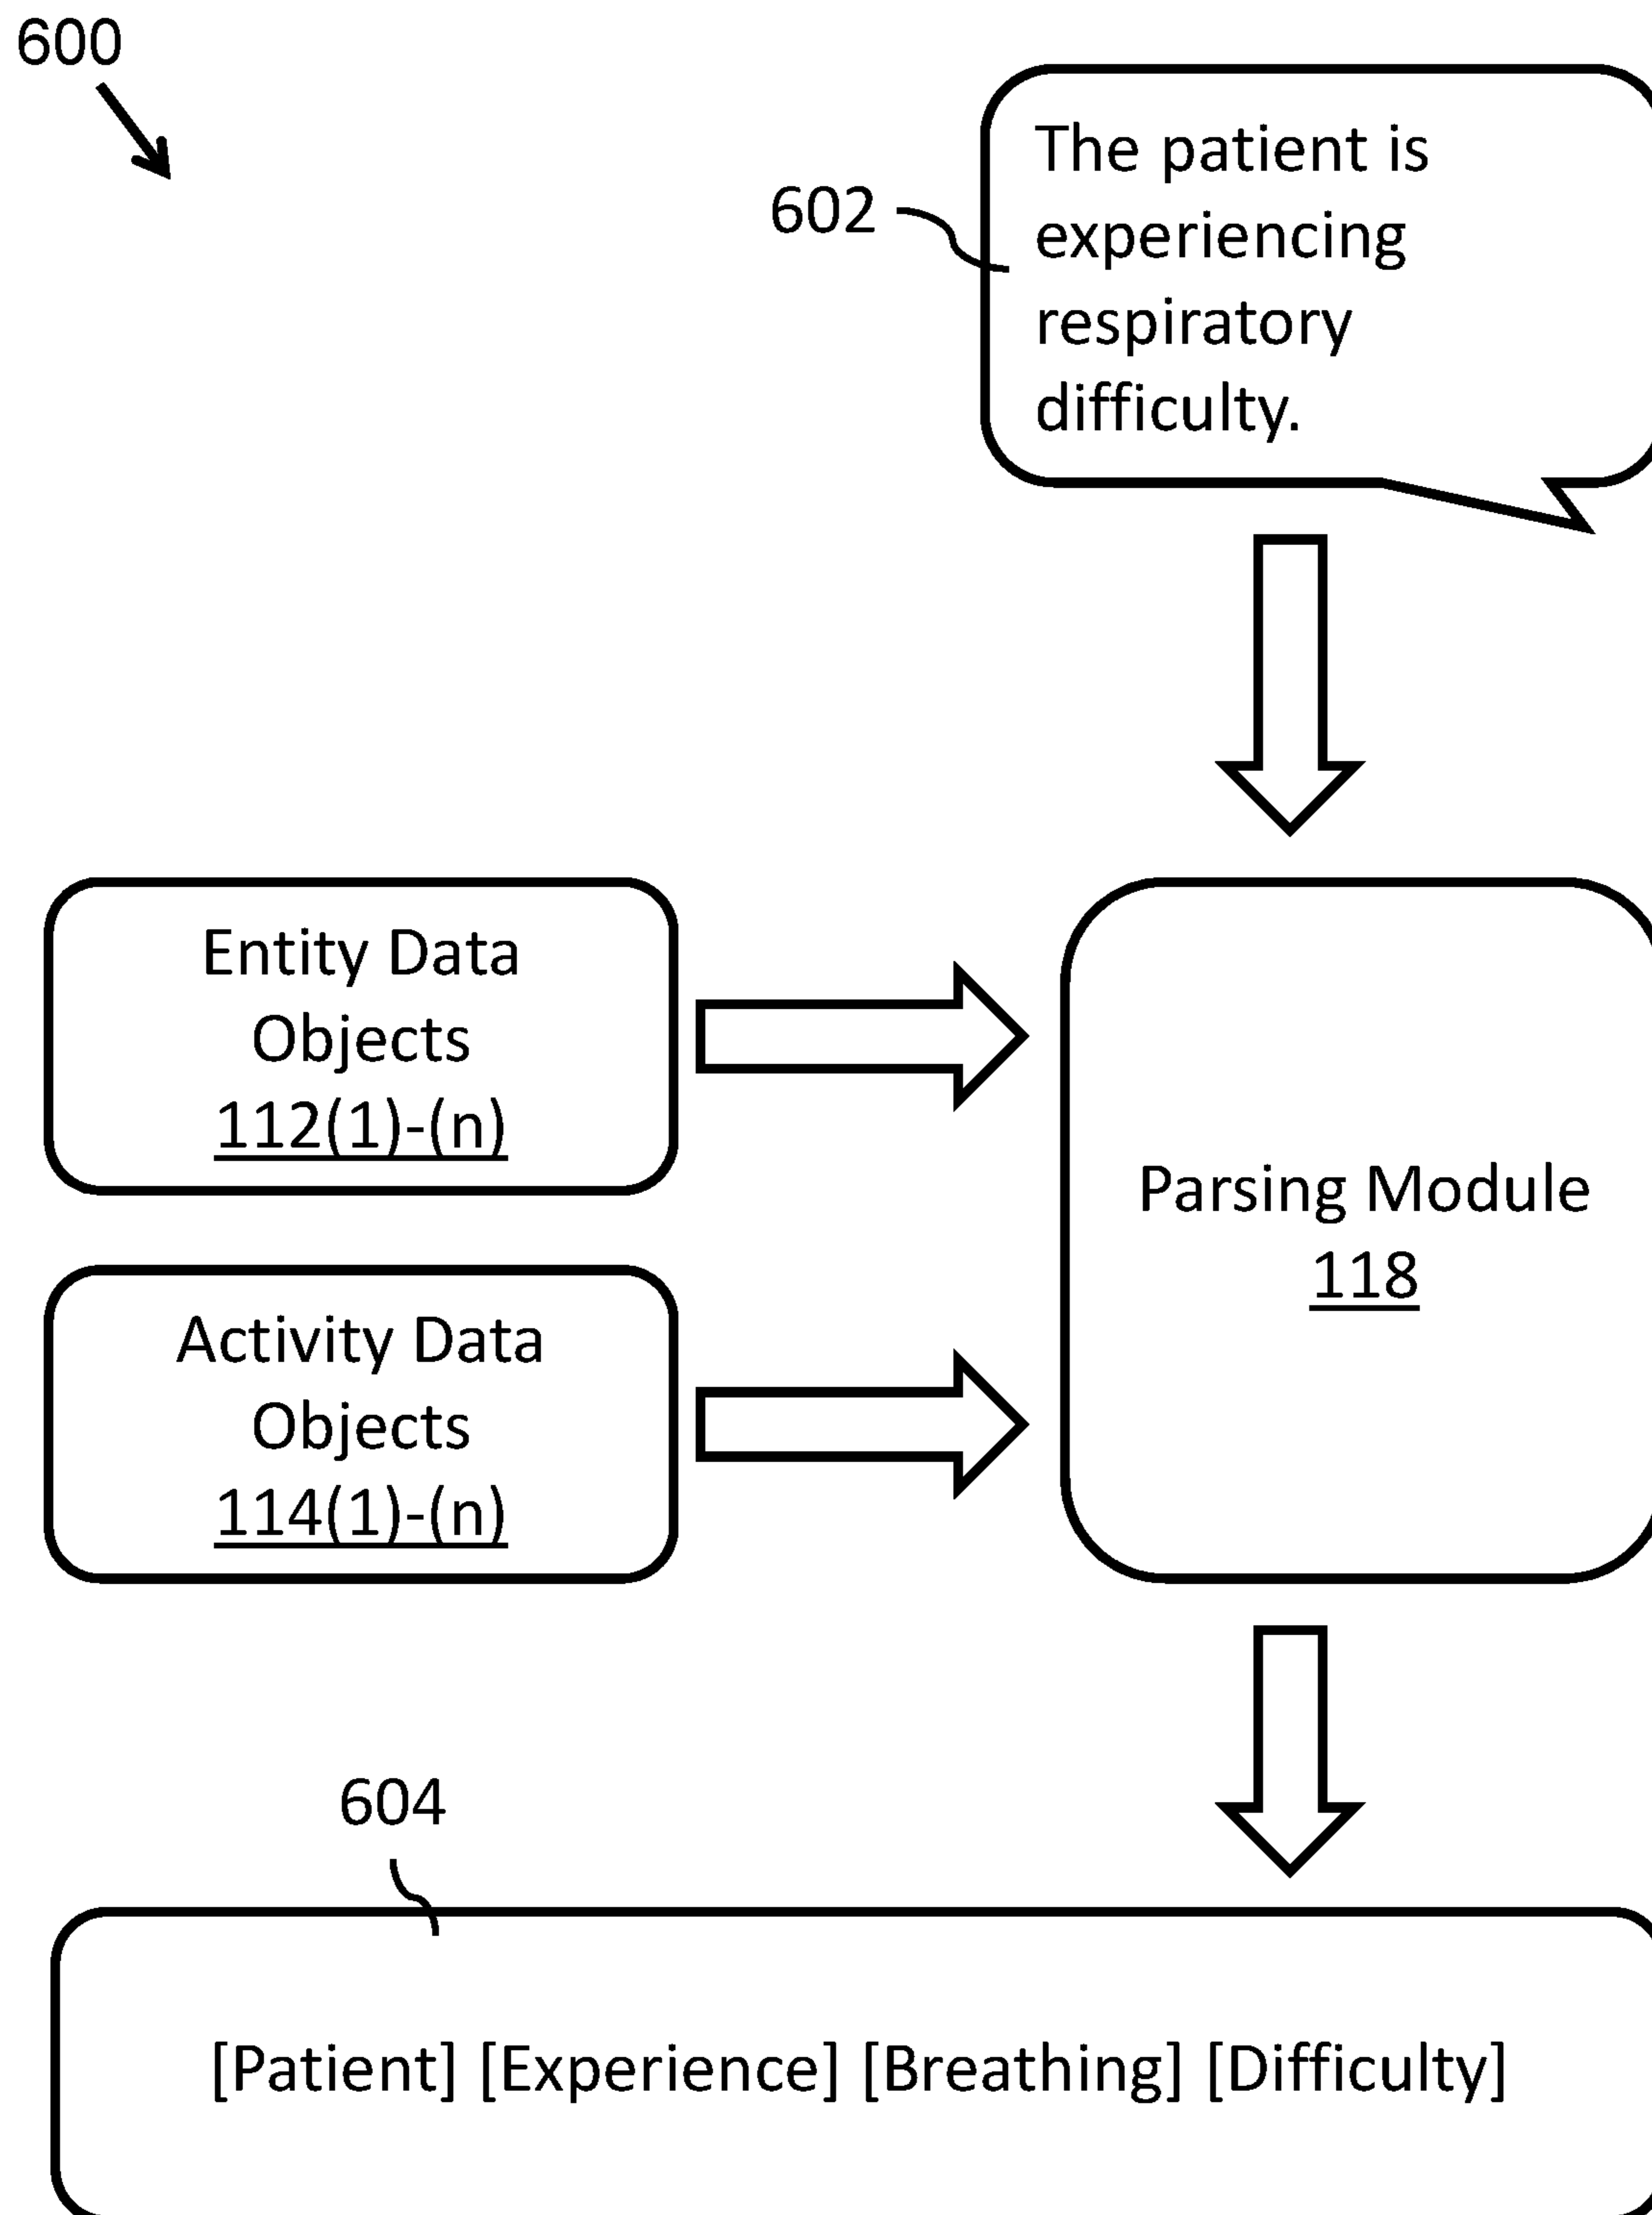 600
602
The patient is
experiencing
respiratory
difficulty.
Entity Data
Objects
112(1)-(n)
Parsing Module
118
Activity Data
Objects
114(1)-(n)
604
[Patient] [Experience] [Breathing] [Difficulty]